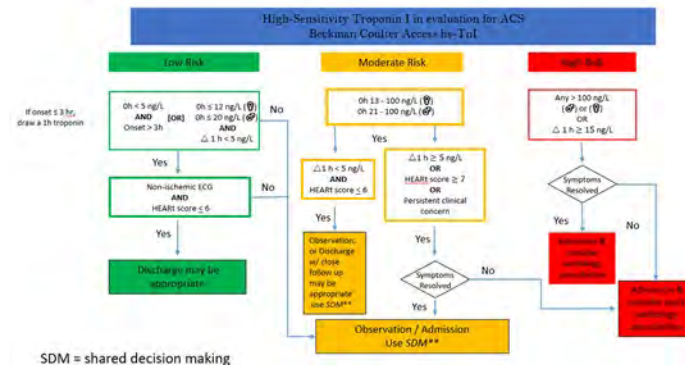 High-Sensitivity Troponin I in evaluation for ACS
Beckman Coulter Access hs-TnI
Low Risk
Moderate Risk
High Risk
If onset ≤ 3 hr,
draw a 1h troponin
0h < 5 ng/L
AND
Onset > 3h
[OR]
0h ≤ 12 ng/L
0h ≤ 20 ng/L
AND
△ 1 h < 5 ng/L
No
0h 13 - 100 ng/L
0h 21 - 100 ng/L
Any > 100 ng/L
or
OR
△ 1 h ≥ 15 ng/L
Yes
Non-ischemic ECG
AND
HEARt score ≤ 6
No
△1h < 5 ng/L
AND
HEARt score ≤ 6
△1h ≥ 5 ng/L
OR
HEARt score ≥ 7
OR
Persistent clinical
concern
Symptoms
Resolved
No
Yes
Yes
Yes
Yes
Discharge may be
appropriate
Observation,
or Discharge
w/ close
follow up
may be
appropriate
Use SDM**
Symptoms
Resolved
No
Yes
Observation / Admission
Use SDM**
SDM = shared decision making